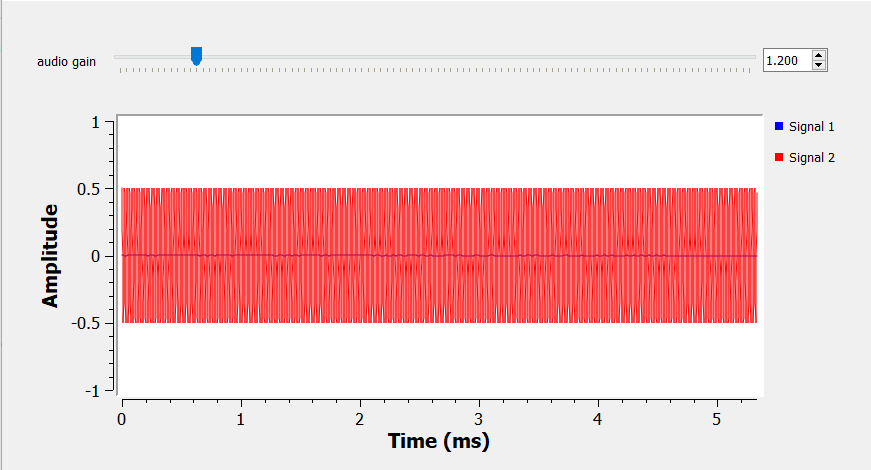 audio gain
1.200
Signal 1
Signal 2
1
0.5
0
-0.5
-1
Amplitude
0 1 2 3 4 5
Time (ms)